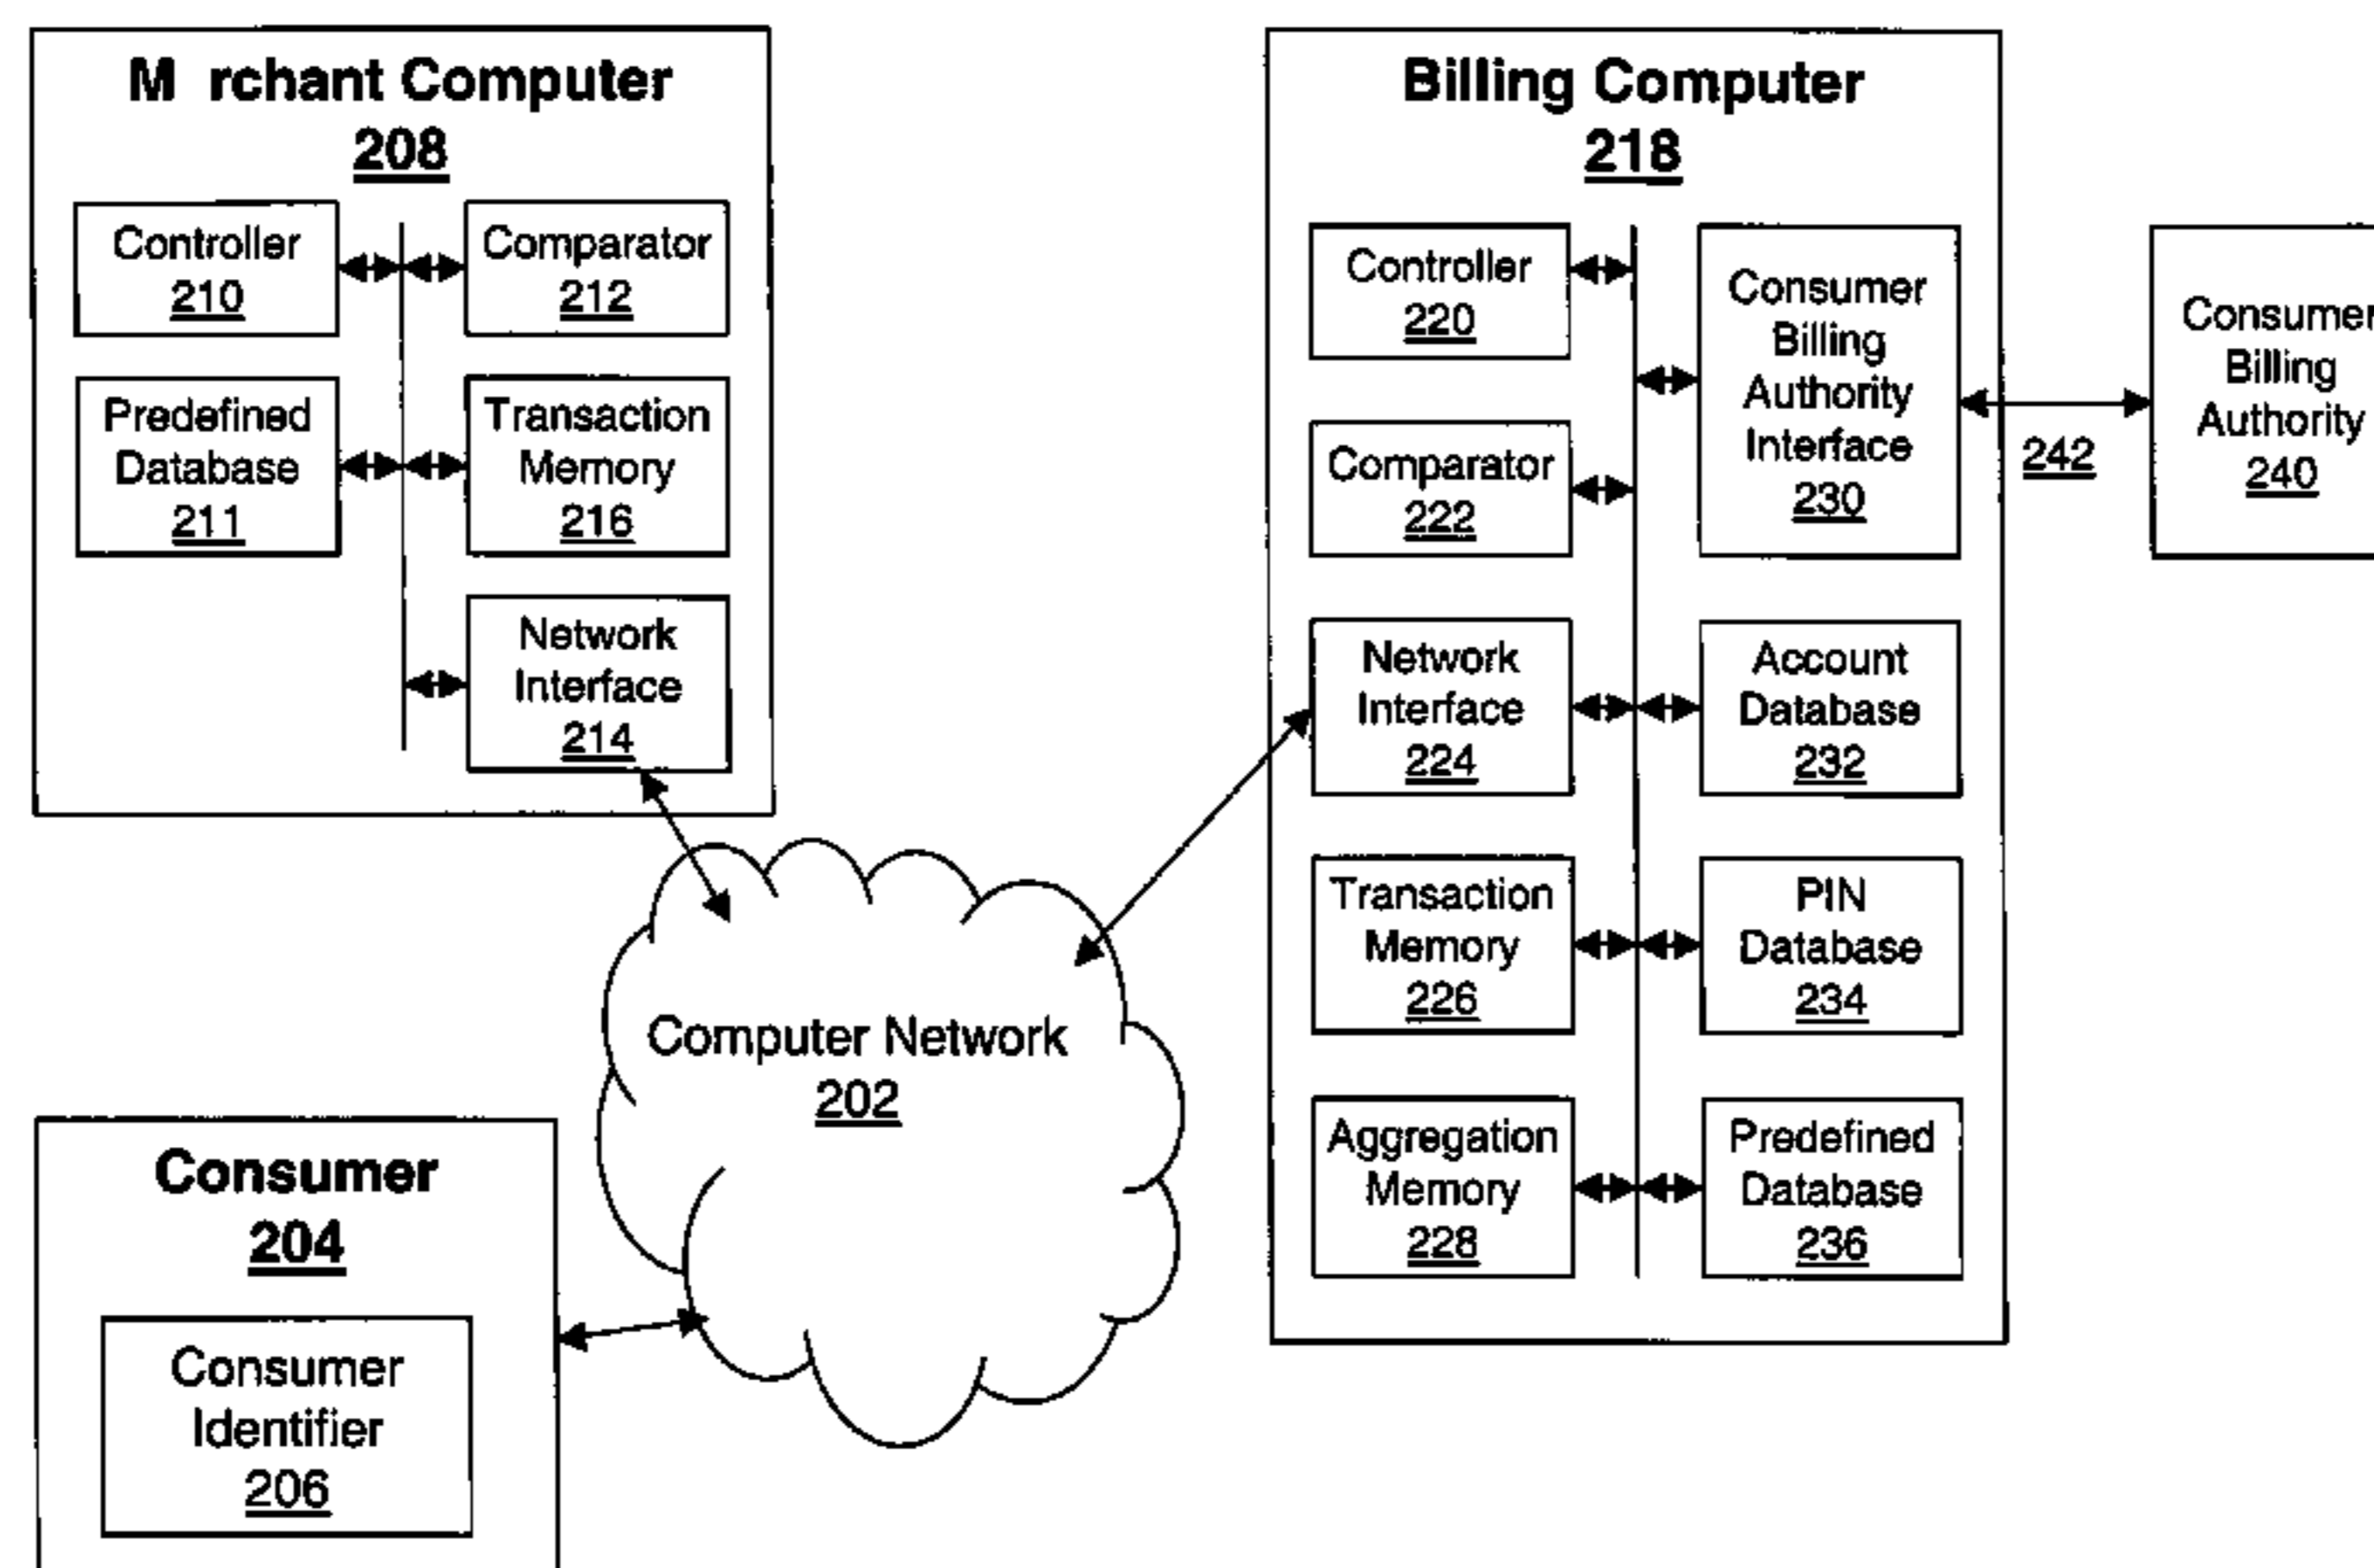 M rchant Computer
208
Controller
210
Comparator
212
Predefined
Database
211
Transaction
Memory
216
Network
Interface
214
Billing Computer
218
Controller
220
Comparator
222
Network
Interface
224
Transaction
Memory
226
Aggregation
Memory
228
Consumer
Billing
Authority
Interface
230
Account
Database
232
PIN
Database
234
Predefined
Database
236
242
Consumer
Billing
Authority
240
Computer Network
202
Consumer
204
Consumer
Identifier
206